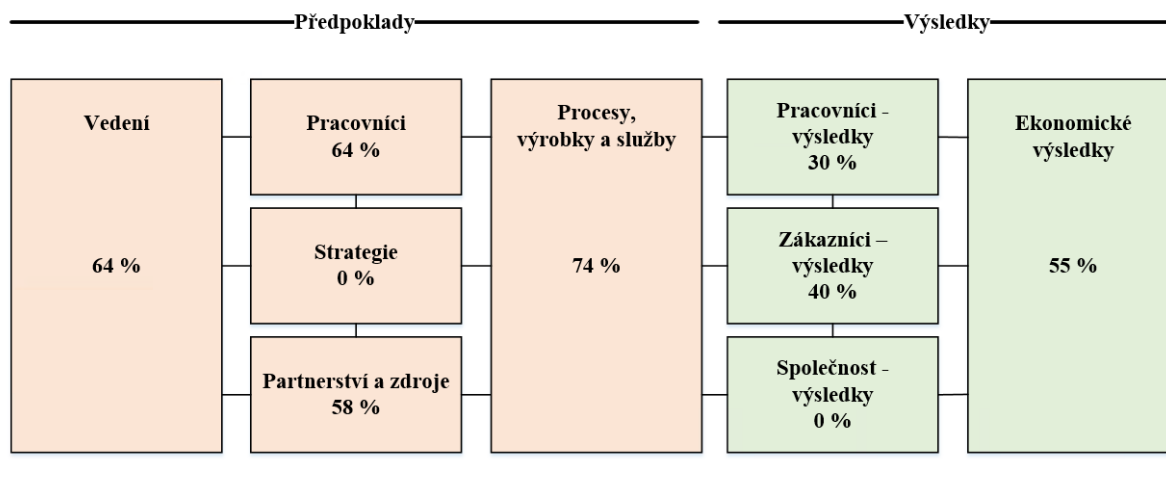 Předpoklady
Výsledky
Vedení
64 %
Pracovníci
64 %
Strategie
0 %
Partnerství a zdroje
58 %
Procesy,
výrobky a služby
74 %
Pracovníci -
výsledky
30 %
Zákazníci –
výsledky
40 %
Společnost -
výsledky
0 %
Ekonomické
výsledky
55 %